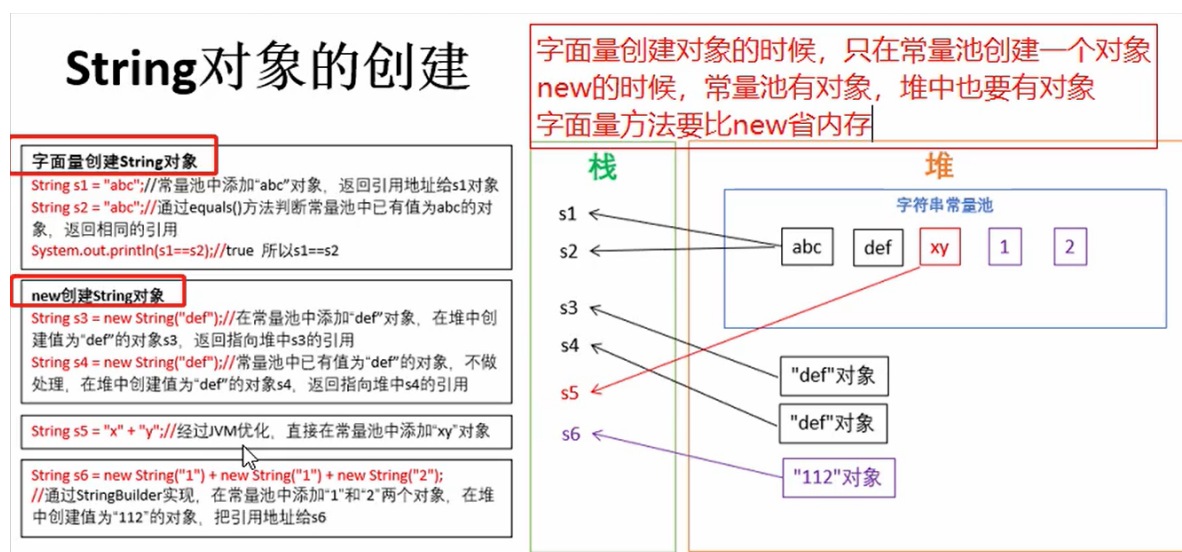 String对象的创建
字面量创建对象的时候，只在常量池创建一个对象
new的时候，常量池有对象，堆中也要有对象
字面量方法要比new省内存
字面量创建String对象
String s1 = "abc";//常量池中添加“abc”对象，返回引用地址给s1对象
String s2 = "abc";//通过equals()方法判断常量池中已有值为abc的对
象，返回相同的引用
System.out.println(s1==s2);//true 所以s1==s2
new创建String对象
String s3 = new String("def");//在常量池中添加“def”对象，在堆中创
建值为“def”的对象s3，返回指向堆中s3的引用
String s4 = new String("def");//常量池中已有值为“def”的对象，不做
处理，在堆中创建值为“def”的对象s4，返回指向堆中s4的引用
String s5 = "x" + "y";//经过JVM优化，直接在常量池中添加“xy”对象
String s6 = new String("1") + new String("1") + new String("2");
//通过StringBuilder实现，在常量池中添加“1”和“2”两个对象，在堆
中创建值为“112”的对象，把引用地址给s6
栈
s1
s2
s3
s4
s5
s6
堆
字符串常量池
abc def xy 1 2
"def"对象
"def"对象
"112"对象